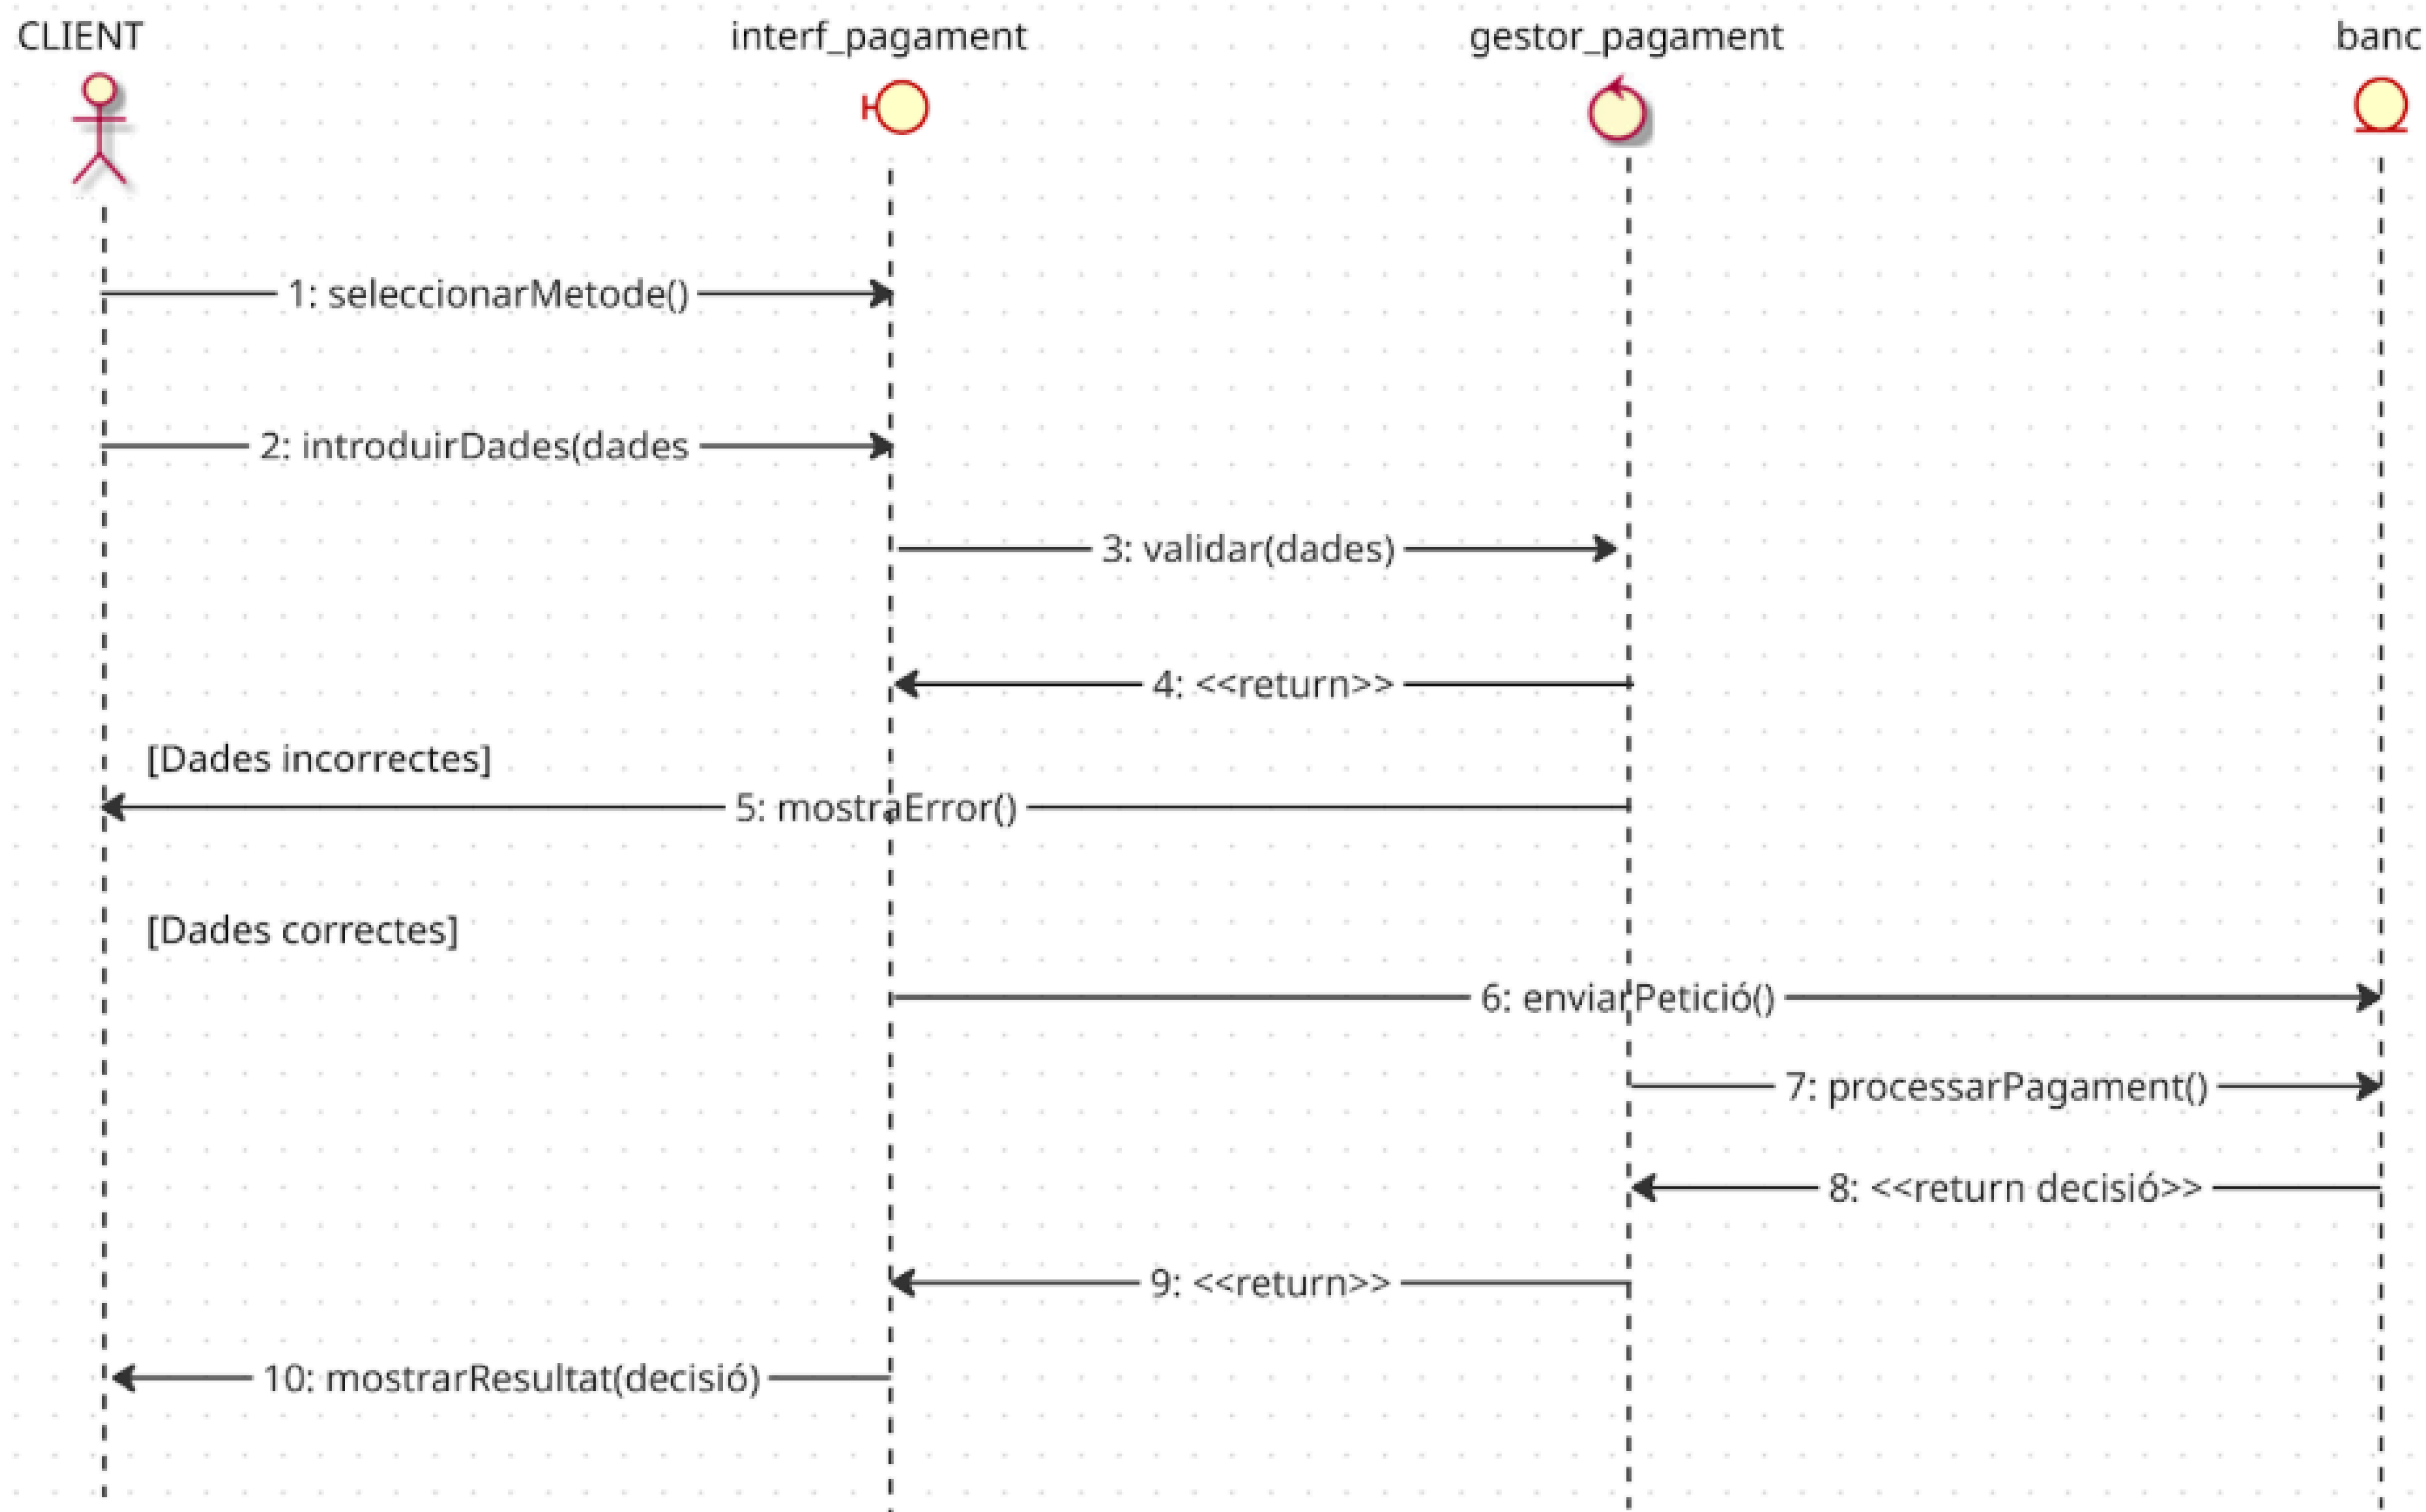 CLIENT
interf_pagament
gestor_pagament
banc
1: seleccionarMetode()
2: introduirDades(dades
3: validar(dades)
4: <<return>>
[Dades incorrectes]
5: mostraError()
[Dades correctes]
6: enviarPetició()
7: processarPagament()
8: <<return decisió>>
9: <<return>>
10: mostrarResultat(decisió)